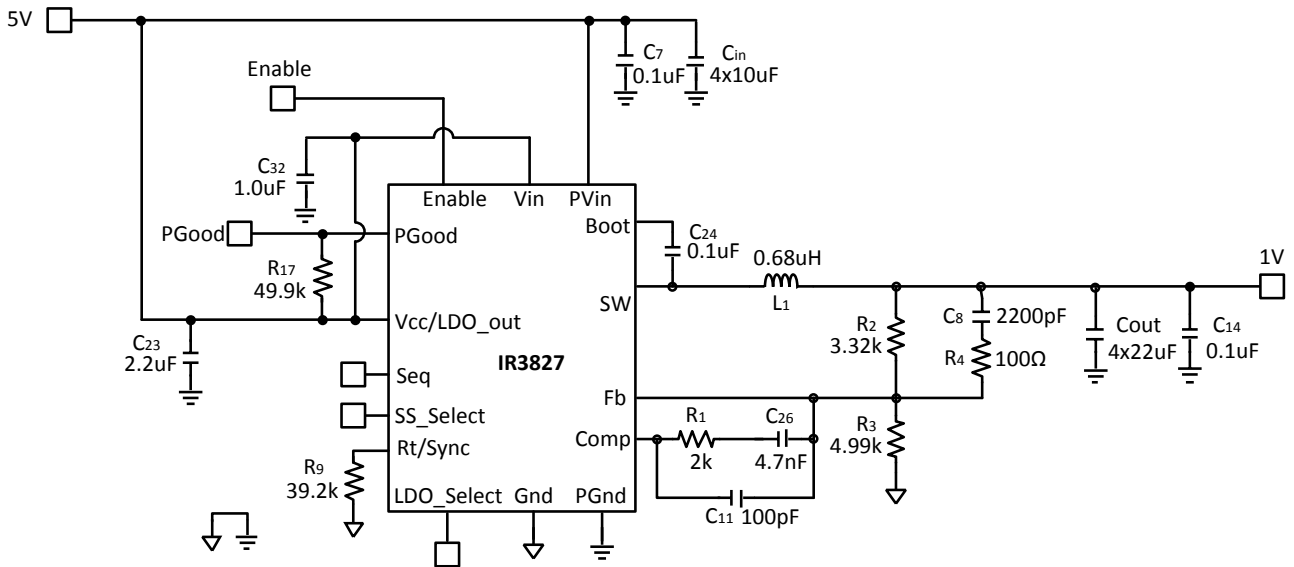 5V
C7
0.1uF
Cin
4x10uF
Enable
C32
1.0uF
Enable
Vin
PVin
Boot
C24
0.1uF
PGood
PGood
R17
49.9k
SW
0.68uH
L1
1V
Vcc/LDO_out
C23
2.2uF
IR3827
R2
3.32k
C8
2200pF
R4
100Ω
Cout
4x22uF
C14
0.1uF
Seq
SS_Select
Rt/Sync
Fb
Comp
R1
2k
C26
4.7nF
R3
4.99k
R9
39.2k
LDO_Select
Gnd
PGnd
C11
100pF